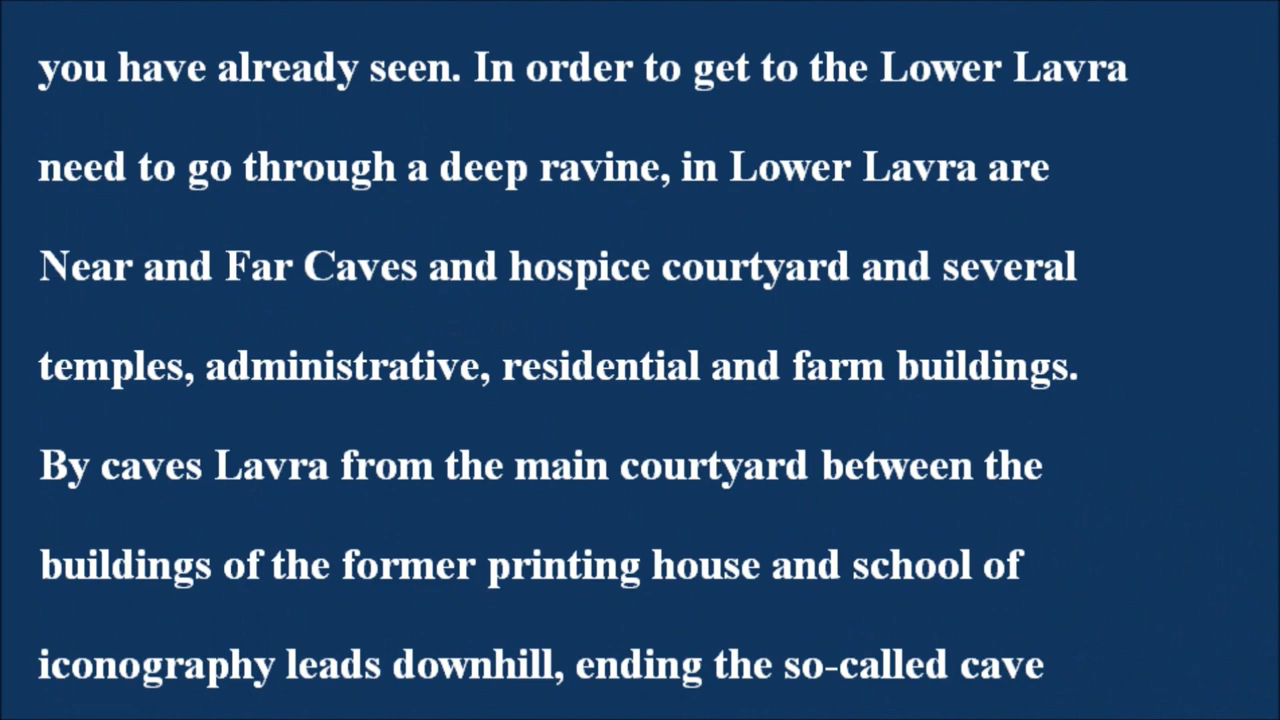 you have already seen. In order to get to the Lower Lavra
need to go through a deep ravine, in Lower Lavra are
Near and Far Caves and hospice courtyard and several
temples, administrative, residential and farm buildings.
By caves Lavra from the main courtyard between the
buildings of the former printing house and school of
iconography leads downhill, ending the so-called cave